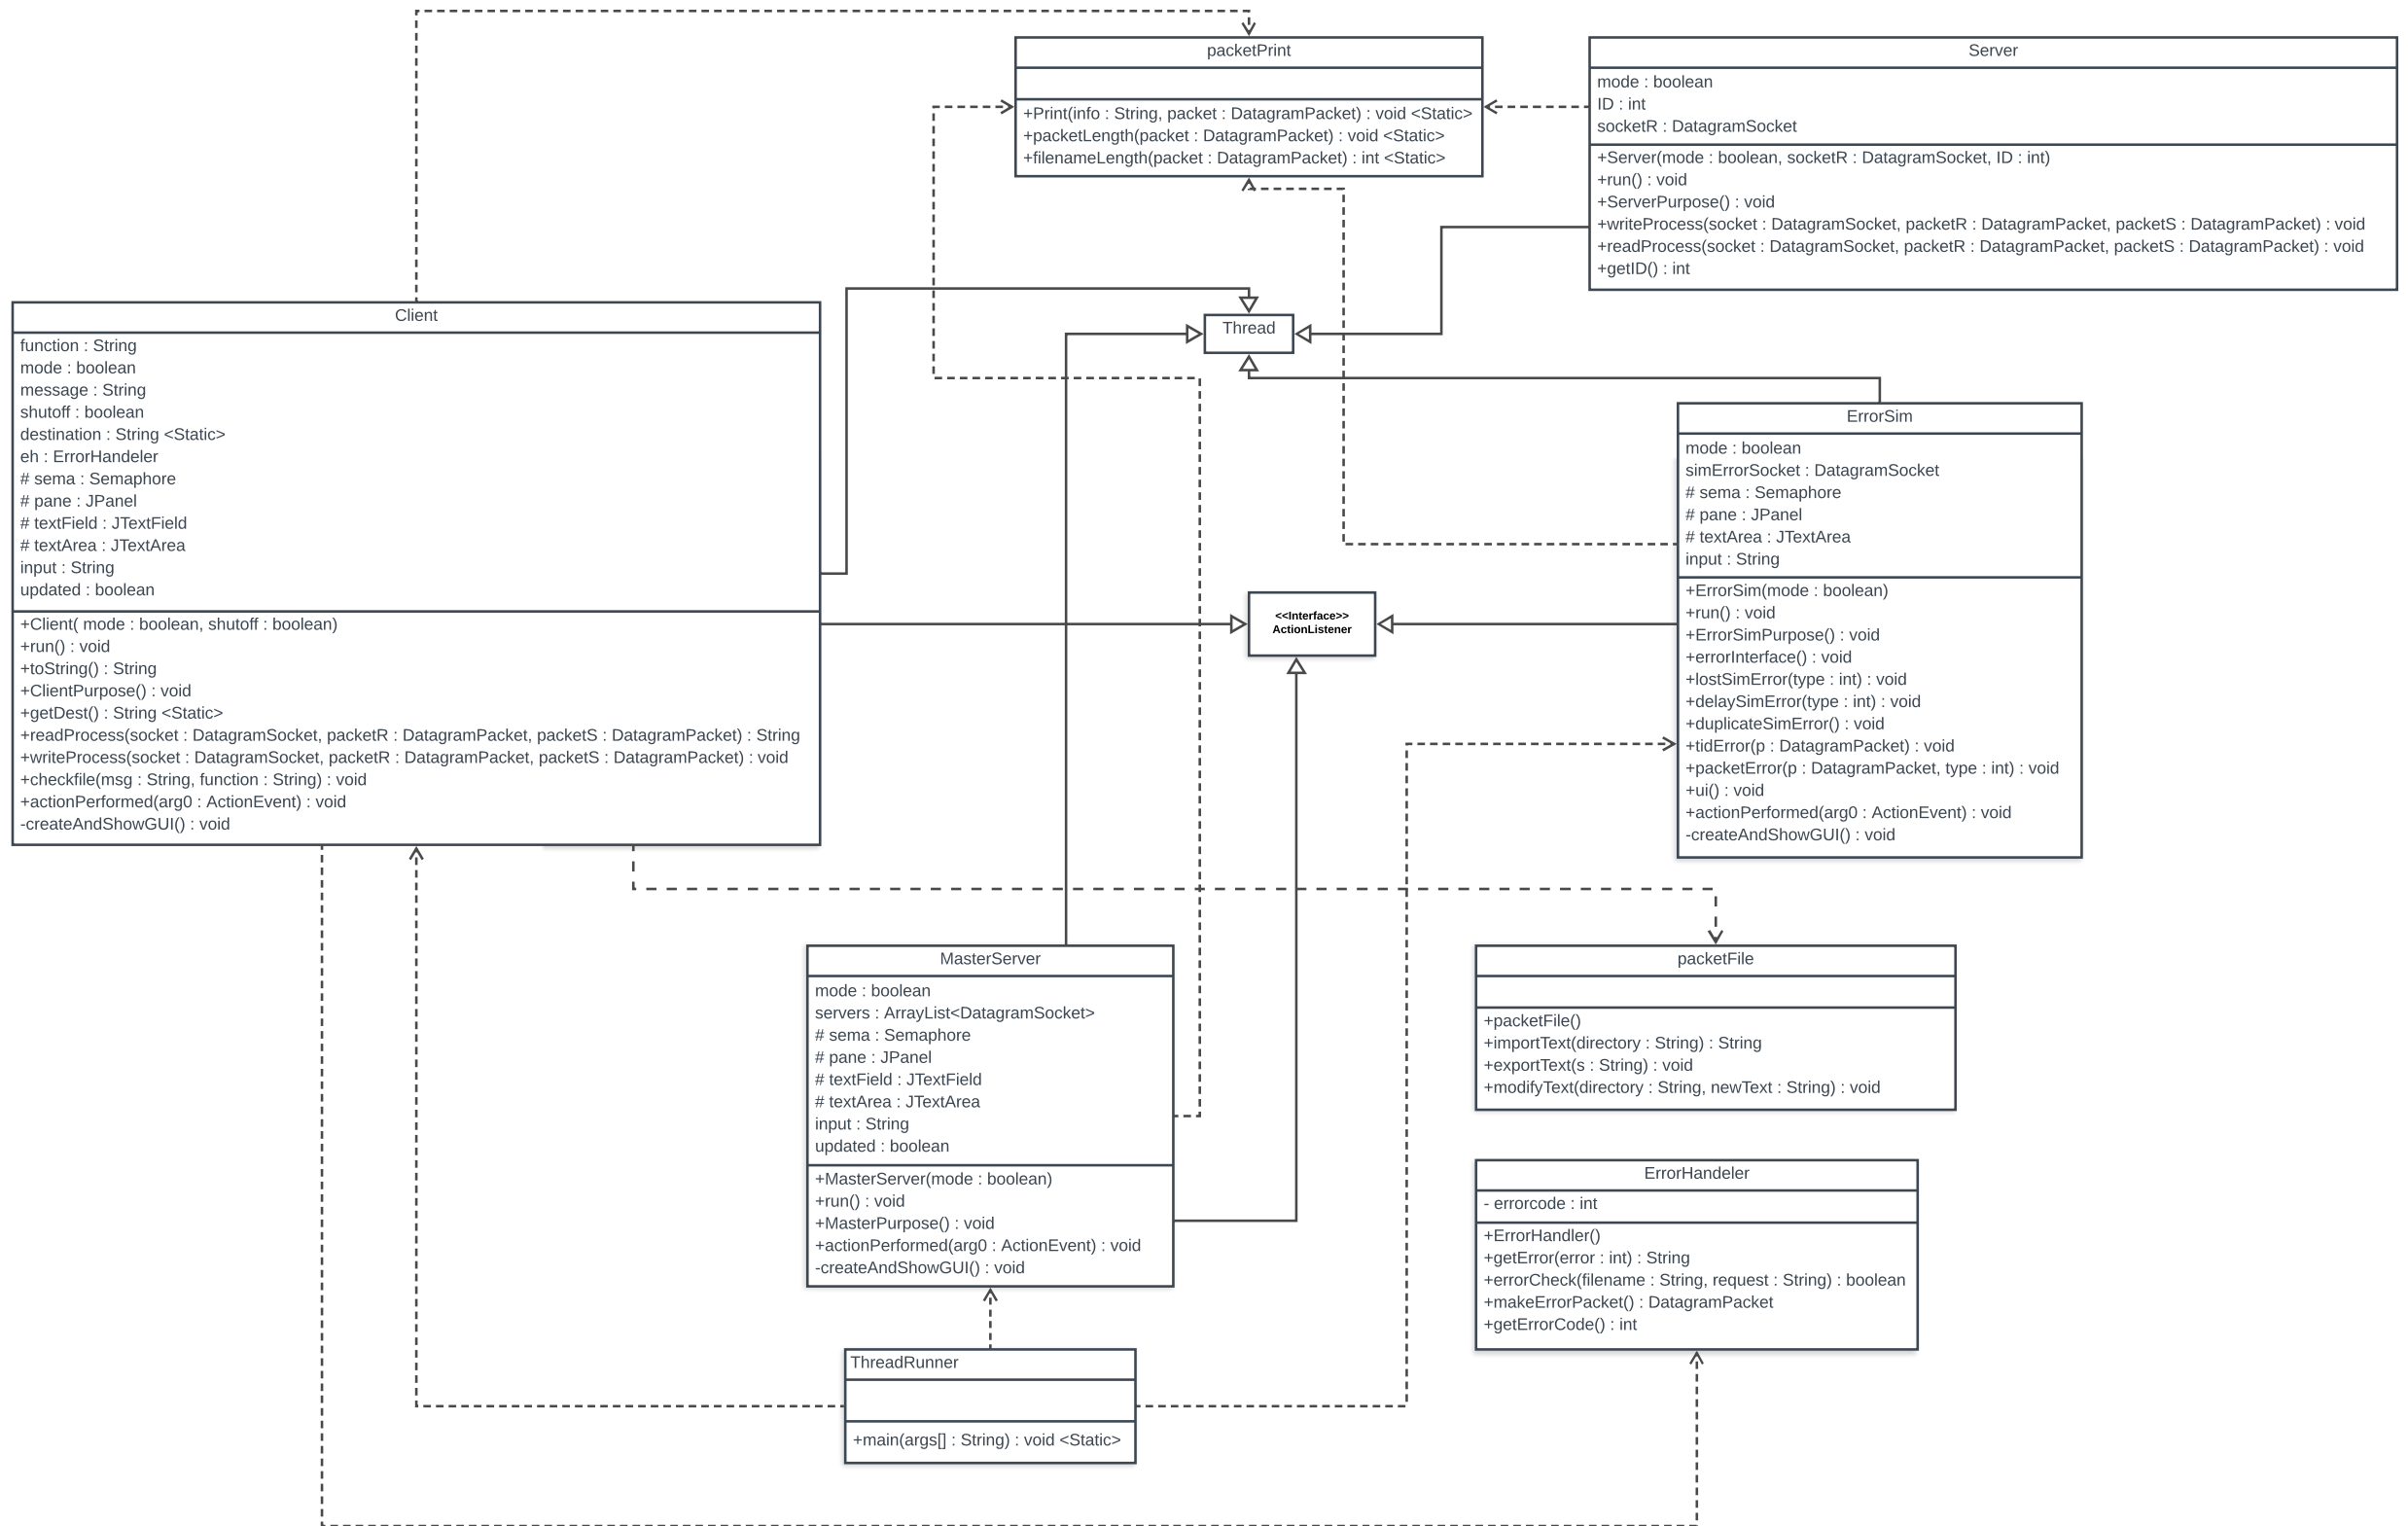 packetPrint
+Print(info : String, packet : DatagramPacket) : void <Static>
+packetLength(packet : DatagramPacket) : void <Static>
+filenameLength(packet : DatagramPacket) : int <Static>
Server
mode : boolean
ID : int
socketR : DatagramSocket
+Server(mode : boolean, socketR : DatagramSocket, ID : int)
+run() : void
+ServerPurpose() : void
+writeProcess(socket : DatagramSocket, packetR : DatagramPacket, packetS : DatagramPacket) : void
+readProcess(socket : DatagramSocket, packetR : DatagramPacket, packetS : DatagramPacket) : void
+getID() : int
Client
function : String
mode : boolean
message : String
shutoff : boolean
destination : String <Static>
eh : ErrorHandeler
# sema : Semaphore
# pane : JPanel
# textField : JTextField
# textArea : JTextArea
input : String
updated : boolean
+Client( mode : boolean, shutoff : boolean)
+run() : void
+toString() : String
+ClientPurpose() : void
+getDest() : String <Static>
+readProcess(socket : DatagramSocket, packetR : DatagramPacket, packetS : DatagramPacket) : String
+writeProcess(socket : DatagramSocket, packetR : DatagramPacket, packetS : DatagramPacket) : void
+checkfile(msg : String, function : String) : void
+actionPerformed(arg0 : ActionEvent) : void
-createAndShowGUI() : void
Thread
ErrorSim
mode : boolean
simErrorSocket : DatagramSocket
# sema : Semaphore
# pane : JPanel
# textArea : JTextArea
input : String
+ErrorSim(mode : boolean)
+run() : void
+ErrorSimPurpose() : void
+errorInterface() : void
+lostSimError(type : int) : void
+delaySimError(type : int) : void
+duplicateSimError() : void
+tidError(p : DatagramPacket) : void
+packetError(p : DatagramPacket, type : int) : void
+ui() : void
+actionPerformed(arg0 : ActionEvent) : void
-createAndShowGUI() : void
<<Interface>>
ActionListener
MasterServer
mode : boolean
servers : ArrayList<DatagramSocket>
# sema : Semaphore
# pane : JPanel
# textField : JTextField
# textArea : JTextArea
input : String
updated : boolean
+MasterServer(mode : boolean)
+run() : void
+MasterPurpose() : void
+actionPerformed(arg0 : ActionEvent) : void
-createAndShowGUI() : void
packetFile
+packetFile()
+importText(directory : String) : String
+exportText(s : String) : void
+modifyText(directory : String, newText : String) : void
ErrorHandeler
- errorcode : int
+ErrorHandler()
+getError(error : int) : String
+errorCheck(filename : String, request : String) : boolean
+makeErrorPacket() : DatagramPacket
+getErrorCode() : int
ThreadRunner
+main(args[] : String) : void <Static>